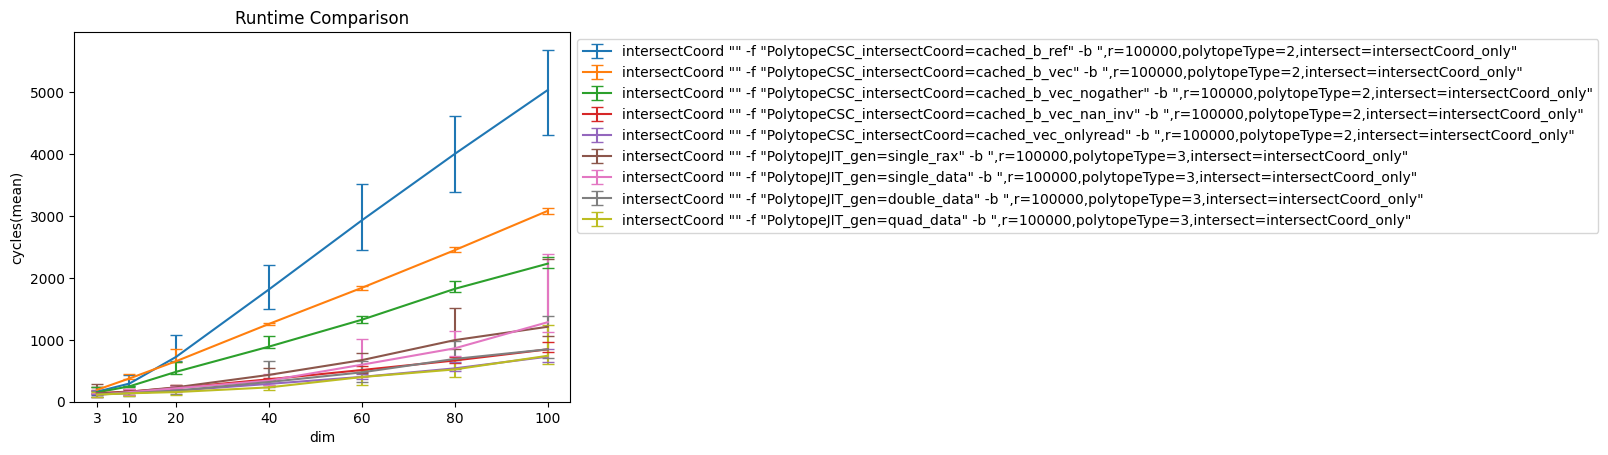 Runtime Comparison
cycles(mean)
5000
4000
3000
2000
1000
0
3 10 20 40 60 80 100
dim
intersectCoord "" -f "PolytopeCSC_intersectCoord=cached_b_ref" -b ",r=100000,polytopeType=2,intersect=intersectCoord_only"
intersectCoord "" -f "PolytopeCSC_intersectCoord=cached_b_vec" -b ",r=100000,polytopeType=2,intersect=intersectCoord_only"
intersectCoord "" -f "PolytopeCSC_intersectCoord=cached_b_vec_nogather" -b ",r=100000,polytopeType=2,intersect=intersectCoord_only"
intersectCoord "" -f "PolytopeCSC_intersectCoord=cached_b_vec_nan_inv" -b ",r=100000,polytopeType=2,intersect=intersectCoord_only"
intersectCoord "" -f "PolytopeCSC_intersectCoord=cached_vec_onlyread" -b ",r=100000,polytopeType=2,intersect=intersectCoord_only"
intersectCoord "" -f "PolytopeJIT_gen=single_rax" -b ",r=100000,polytopeType=3,intersect=intersectCoord_only"
intersectCoord "" -f "PolytopeJIT_gen=single_data" -b ",r=100000,polytopeType=3,intersect=intersectCoord_only"
intersectCoord "" -f "PolytopeJIT_gen=double_data" -b ",r=100000,polytopeType=3,intersect=intersectCoord_only"
intersectCoord "" -f "PolytopeJIT_gen=quad_data" -b ",r=100000,polytopeType=3,intersect=intersectCoord_only"